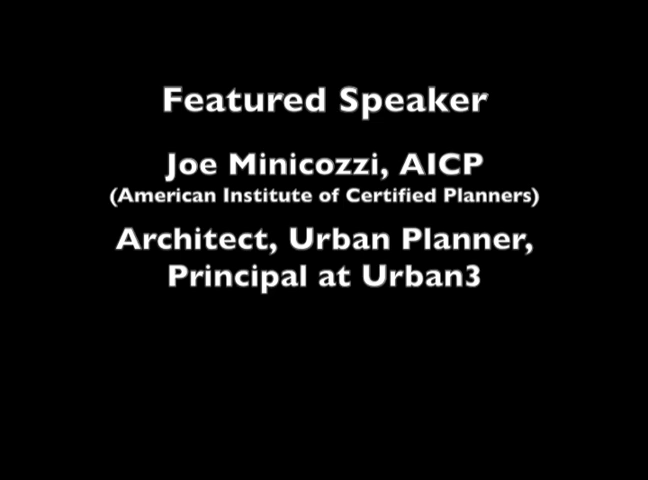 Featured Speaker
Joe Minicozzi, AICP
(American Institute of Certified Planners)
Architect, Urban Planner,
Principal at Urban3